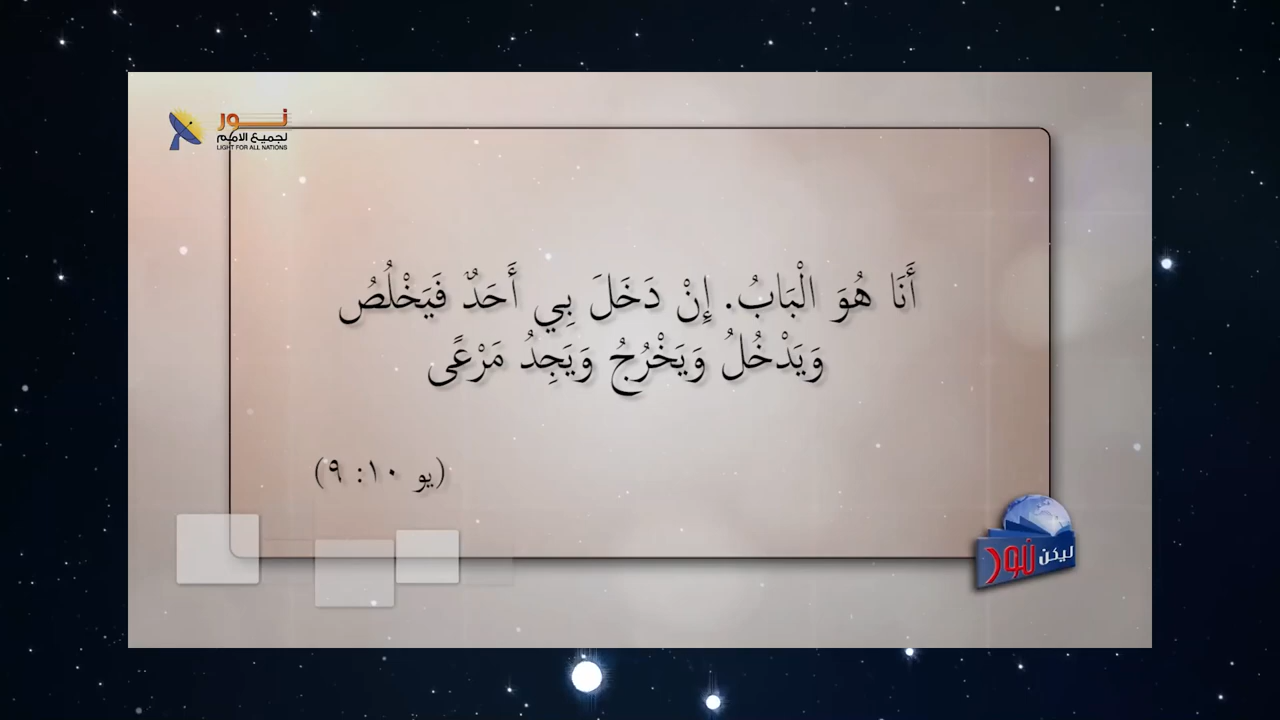 نور
لجميع الامم
LIGHT FOR ALL NATIONS
أَنَا هُوَ الْبَابُ. إِنْ دَخَلَ بِي أَحَدٌ فَيَخْلُصُ
وَيَدْخُلُ وَيَخْرُجُ وَيَجِدُ مَرْعًى
(يو ١٠: ٩)
ليكن نور